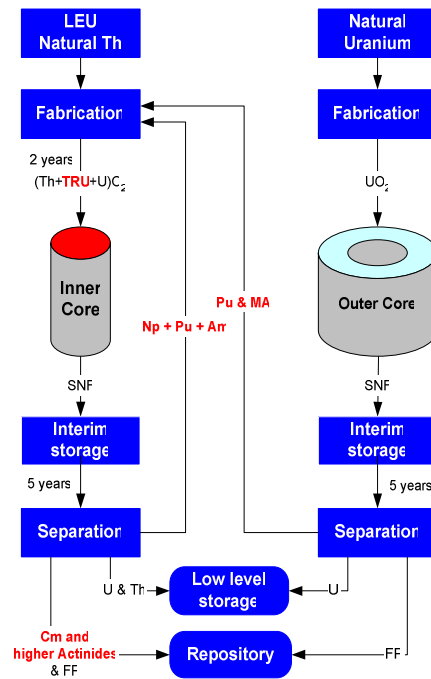 LEU
Natural Th
Natural
Uranium
Fabrication
Fabrication
2 years
(Th+TRU+U)O2
UO2
Inner
Core
Outer Core
Pu & MA
Np + Pu + Am
SNF
SNF
Interim
storage
Interim
storage
5 years
5 years
Separation
Separation
U & Th
Low level
storage
U
Cm and
higher Actinides
& FF
Repository
FF